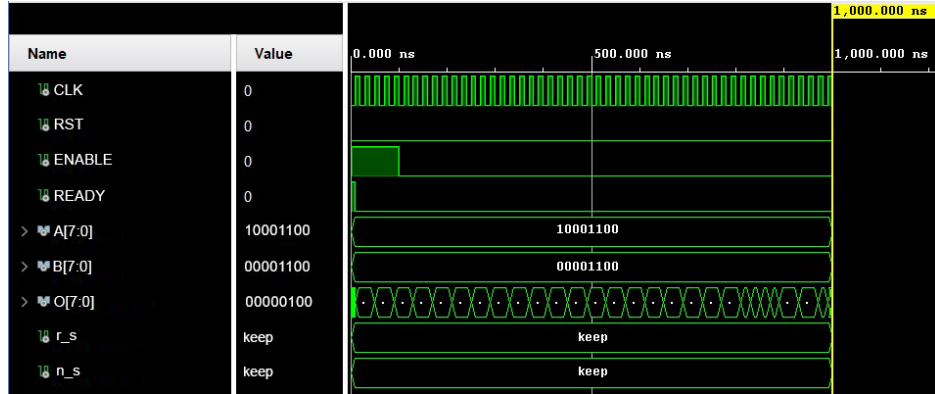 1,000.000 ns
Name Value 0.000 ns 500.000 ns 1,000.000 ns
CLK 0
RST 0
ENABLE 0
READY 0
A[7:0] 10001100 10001100
B[7:0] 00001100 00001100
O[7:0] 00000100
r_s keep keep
n_s keep keep